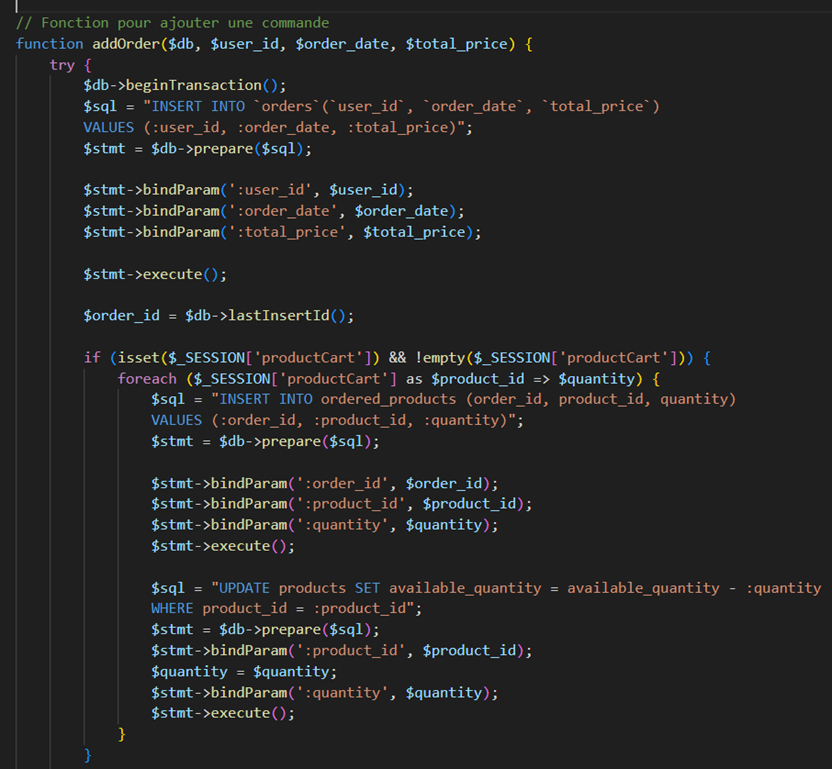 // Fonction pour ajouter une commande
function addOrder($db, $user_id, $order_date, $total_price) {
    try {
        $db->beginTransaction();
        $sql = "INSERT INTO `orders`(`user_id`, `order_date`, `total_price`)
        VALUES (:user_id, :order_date, :total_price)";
        $stmt = $db->prepare($sql);

        $stmt->bindParam(':user_id', $user_id);
        $stmt->bindParam(':order_date', $order_date);
        $stmt->bindParam(':total_price', $total_price);

        $stmt->execute();

        $order_id = $db->lastInsertId();

        if (isset($_SESSION['productCart']) && !empty($_SESSION['productCart'])) {
            foreach ($_SESSION['productCart'] as $product_id => $quantity) {
                $sql = "INSERT INTO ordered_products (order_id, product_id, quantity)
                VALUES (:order_id, :product_id, :quantity)";
                $stmt = $db->prepare($sql);

                $stmt->bindParam(':order_id', $order_id);
                $stmt->bindParam(':product_id', $product_id);
                $stmt->bindParam(':quantity', $quantity);
                $stmt->execute();

                $sql = "UPDATE products SET available_quantity = available_quantity - :quantity
                WHERE product_id = :product_id";
                $stmt = $db->prepare($sql);
                $stmt->bindParam(':product_id', $product_id);
                $quantity = $quantity;
                $stmt->bindParam(':quantity', $quantity);
                $stmt->execute();
            }
        }